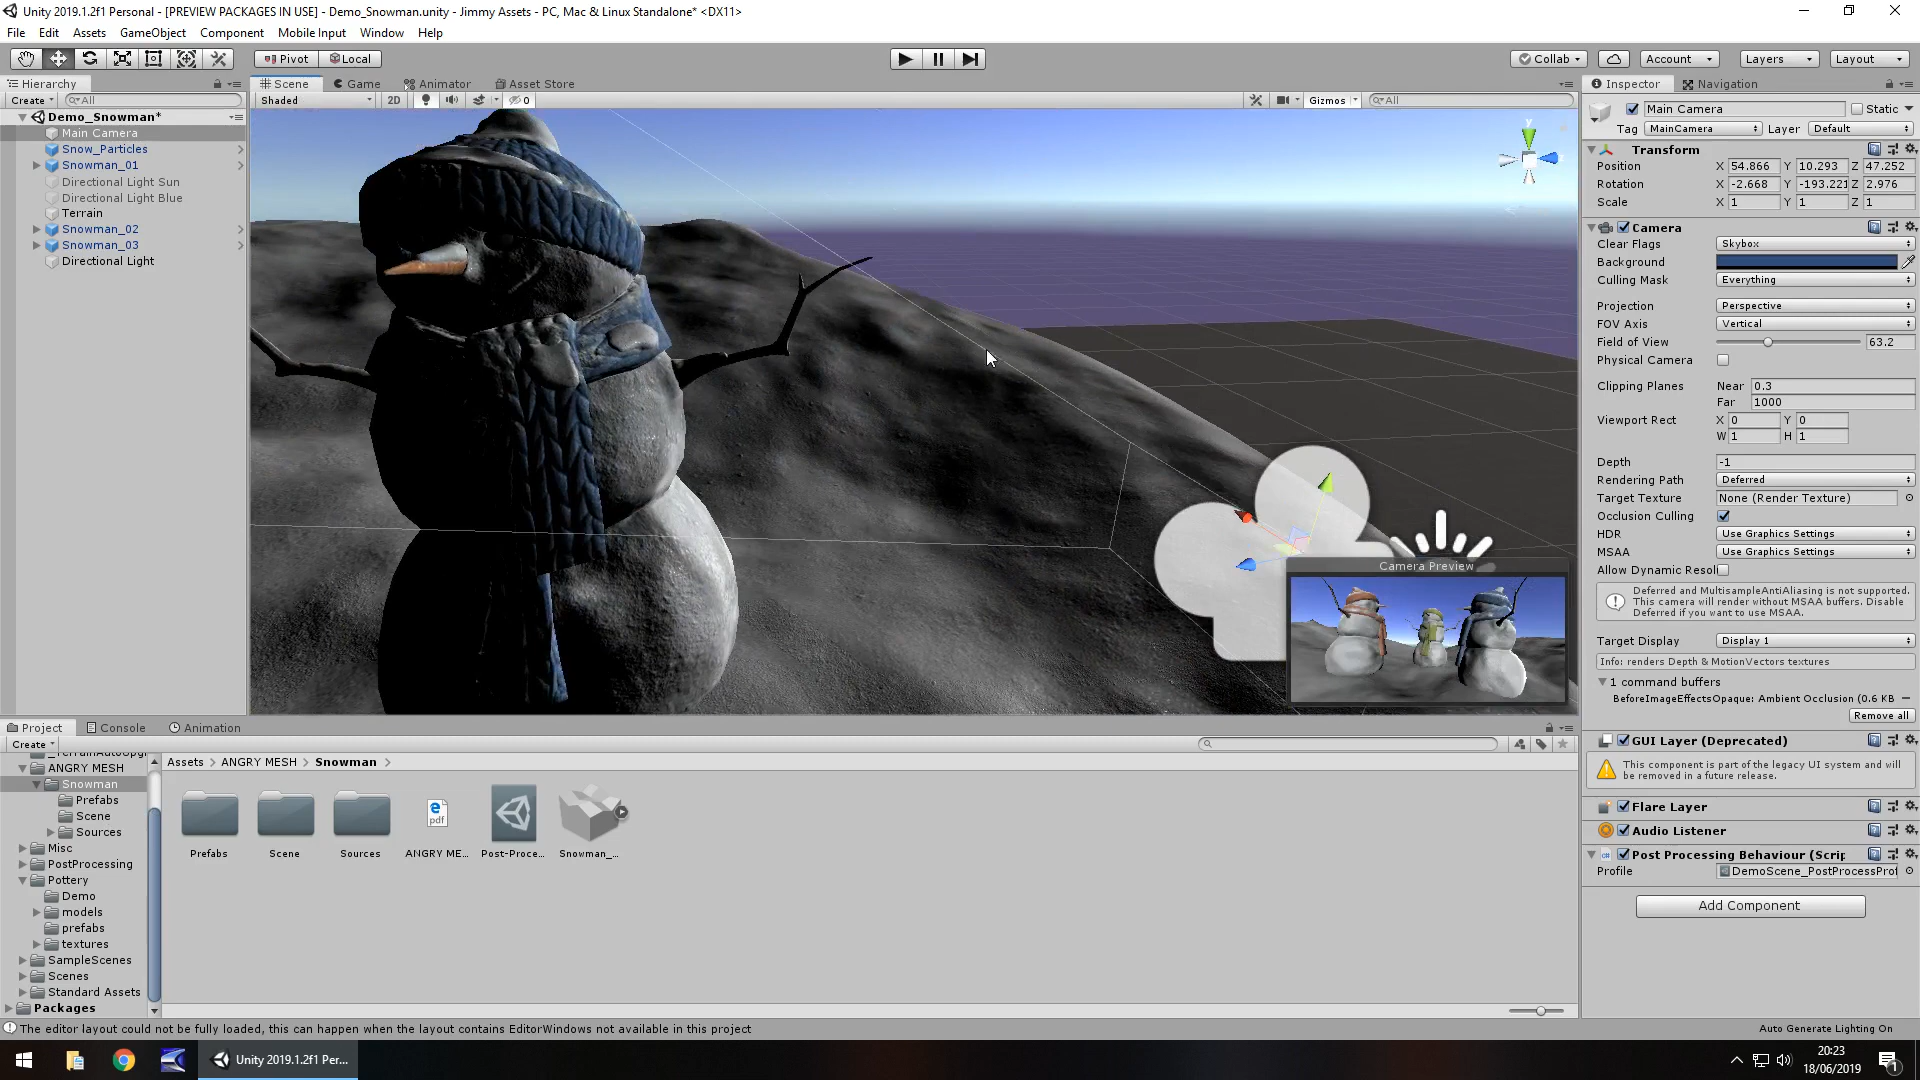 Unity 2019.1.2f1 Personal - [PREVIEW PACKAGES IN USE] - Demo_Snowman.unity - Jimmy Assets - PC, Mac & Linux Standalone* <DX11>
File Edit Assets GameObject Component Mobile Input Window Help
Pivot Local Collab Account Layers Layout
Hierarchy Scene Game Animator Asset Store Inspector Navigation
Create All Shaded 2D 0 Gizmos All
Demo_Snowman*
Main Camera
Snow_Particles
Snowman_01
Directional Light Sun
Directional Light Blue
Terrain
Snowman_02
Snowman_03
Directional Light
y
Camera Preview
Main Camera Static
Tag MainCamera Layer Default
Transform
Position X 54.866 Y 10.293 Z 47.252
Rotation X -2.668 Y -193.221 Z 2.976
Scale X 1 Y 1 Z 1
Camera
Clear Flags Skybox
Background
Culling Mask Everything
Projection Perspective
FOV Axis Vertical
Field of View 63.2
Physical Camera
Clipping Planes Near 0.3
Far 1000
Viewport Rect X 0 Y 0
W 1 H 1
Depth -1
Rendering Path Deferred
Target Texture None (Render Texture)
Occlusion Culling
HDR Use Graphics Settings
MSAA Use Graphics Settings
Allow Dynamic Resol
Deferred and MultisampleAntiAliasing is not supported.
This camera will render without MSAA buffers. Disable
Deferred if you want to use MSAA.
Target Display Display 1
Info: renders Depth & MotionVectors textures
1 command buffers
BeforeImageEffectsOpaque: Ambient Occlusion (0.6 KB
Remove all
GUI Layer (Deprecated)
This component is part of the legacy UI system and will
be removed in a future release.
Flare Layer
Audio Listener
Post Processing Behaviour (Scrip
Profile DemoScene_PostProcessProf
Add Component
Project Console Animation
Create
ANGRY MESH
Snowman
Prefabs
Scene
Sources
Misc
PostProcessing
Pottery
Demo
models
prefabs
textures
SampleScenes
Scenes
Standard Assets
Packages
Assets ANGRY MESH Snowman
pdf
Prefabs Scene Sources ANGRY ME... Post-Proce... Snowman_...
The editor layout could not be fully loaded, this can happen when the layout contains EditorWindows not available in this project
Auto Generate Lighting On
Unity 2019.1.2f1 Per...
20:23
18/06/2019
1